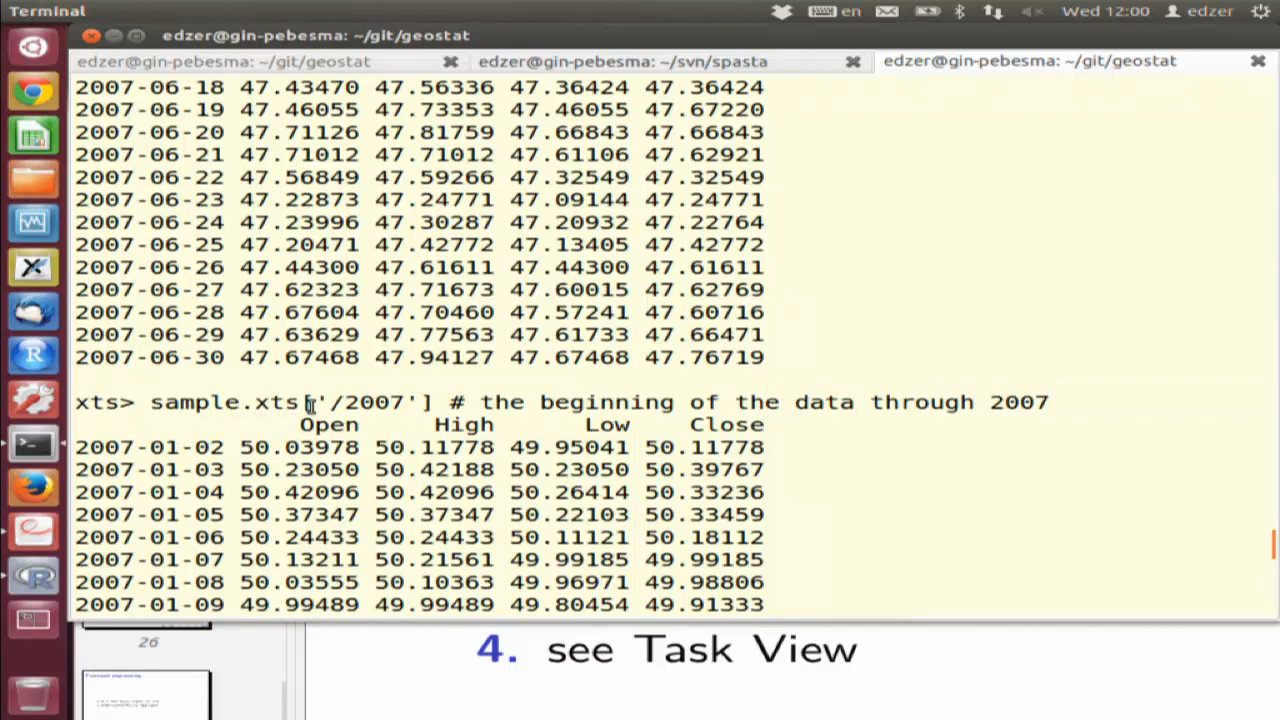 Terminal en Wed 12:00 edzer
edzer@gin-pebesma: ~/git/geostat
edzer@gin-pebesma: ~/git/geostat edzer@gin-pebesma: ~/svn/spasta edzer@gin-pebesma: ~/git/geostat
2007-06-18 47.43470 47.56336 47.36424 47.36424
2007-06-19 47.46055 47.73353 47.46055 47.67220
2007-06-20 47.71126 47.81759 47.66843 47.66843
2007-06-21 47.71012 47.71012 47.61106 47.62921
2007-06-22 47.56849 47.59266 47.32549 47.32549
2007-06-23 47.22873 47.24771 47.09144 47.24771
2007-06-24 47.23996 47.30287 47.20932 47.22764
2007-06-25 47.20471 47.42772 47.13405 47.42772
2007-06-26 47.44300 47.61611 47.44300 47.61611
2007-06-27 47.62323 47.71673 47.60015 47.62769
2007-06-28 47.67604 47.70460 47.57241 47.60716
2007-06-29 47.63629 47.77563 47.61733 47.66471
2007-06-30 47.67468 47.94127 47.67468 47.76719
xts> sample.xts['/2007'] # the beginning of the data through 2007
Open High Low Close
2007-01-02 50.03978 50.11778 49.95041 50.11778
2007-01-03 50.23050 50.42188 50.23050 50.39767
2007-01-04 50.42096 50.42096 50.26414 50.33236
2007-01-05 50.37347 50.37347 50.22103 50.33459
2007-01-06 50.24433 50.24433 50.11121 50.18112
2007-01-07 50.13211 50.21561 49.99185 49.99185
2007-01-08 50.03555 50.10363 49.96971 49.98806
2007-01-09 49.99489 49.99489 49.80454 49.91333
26
4. see Task View